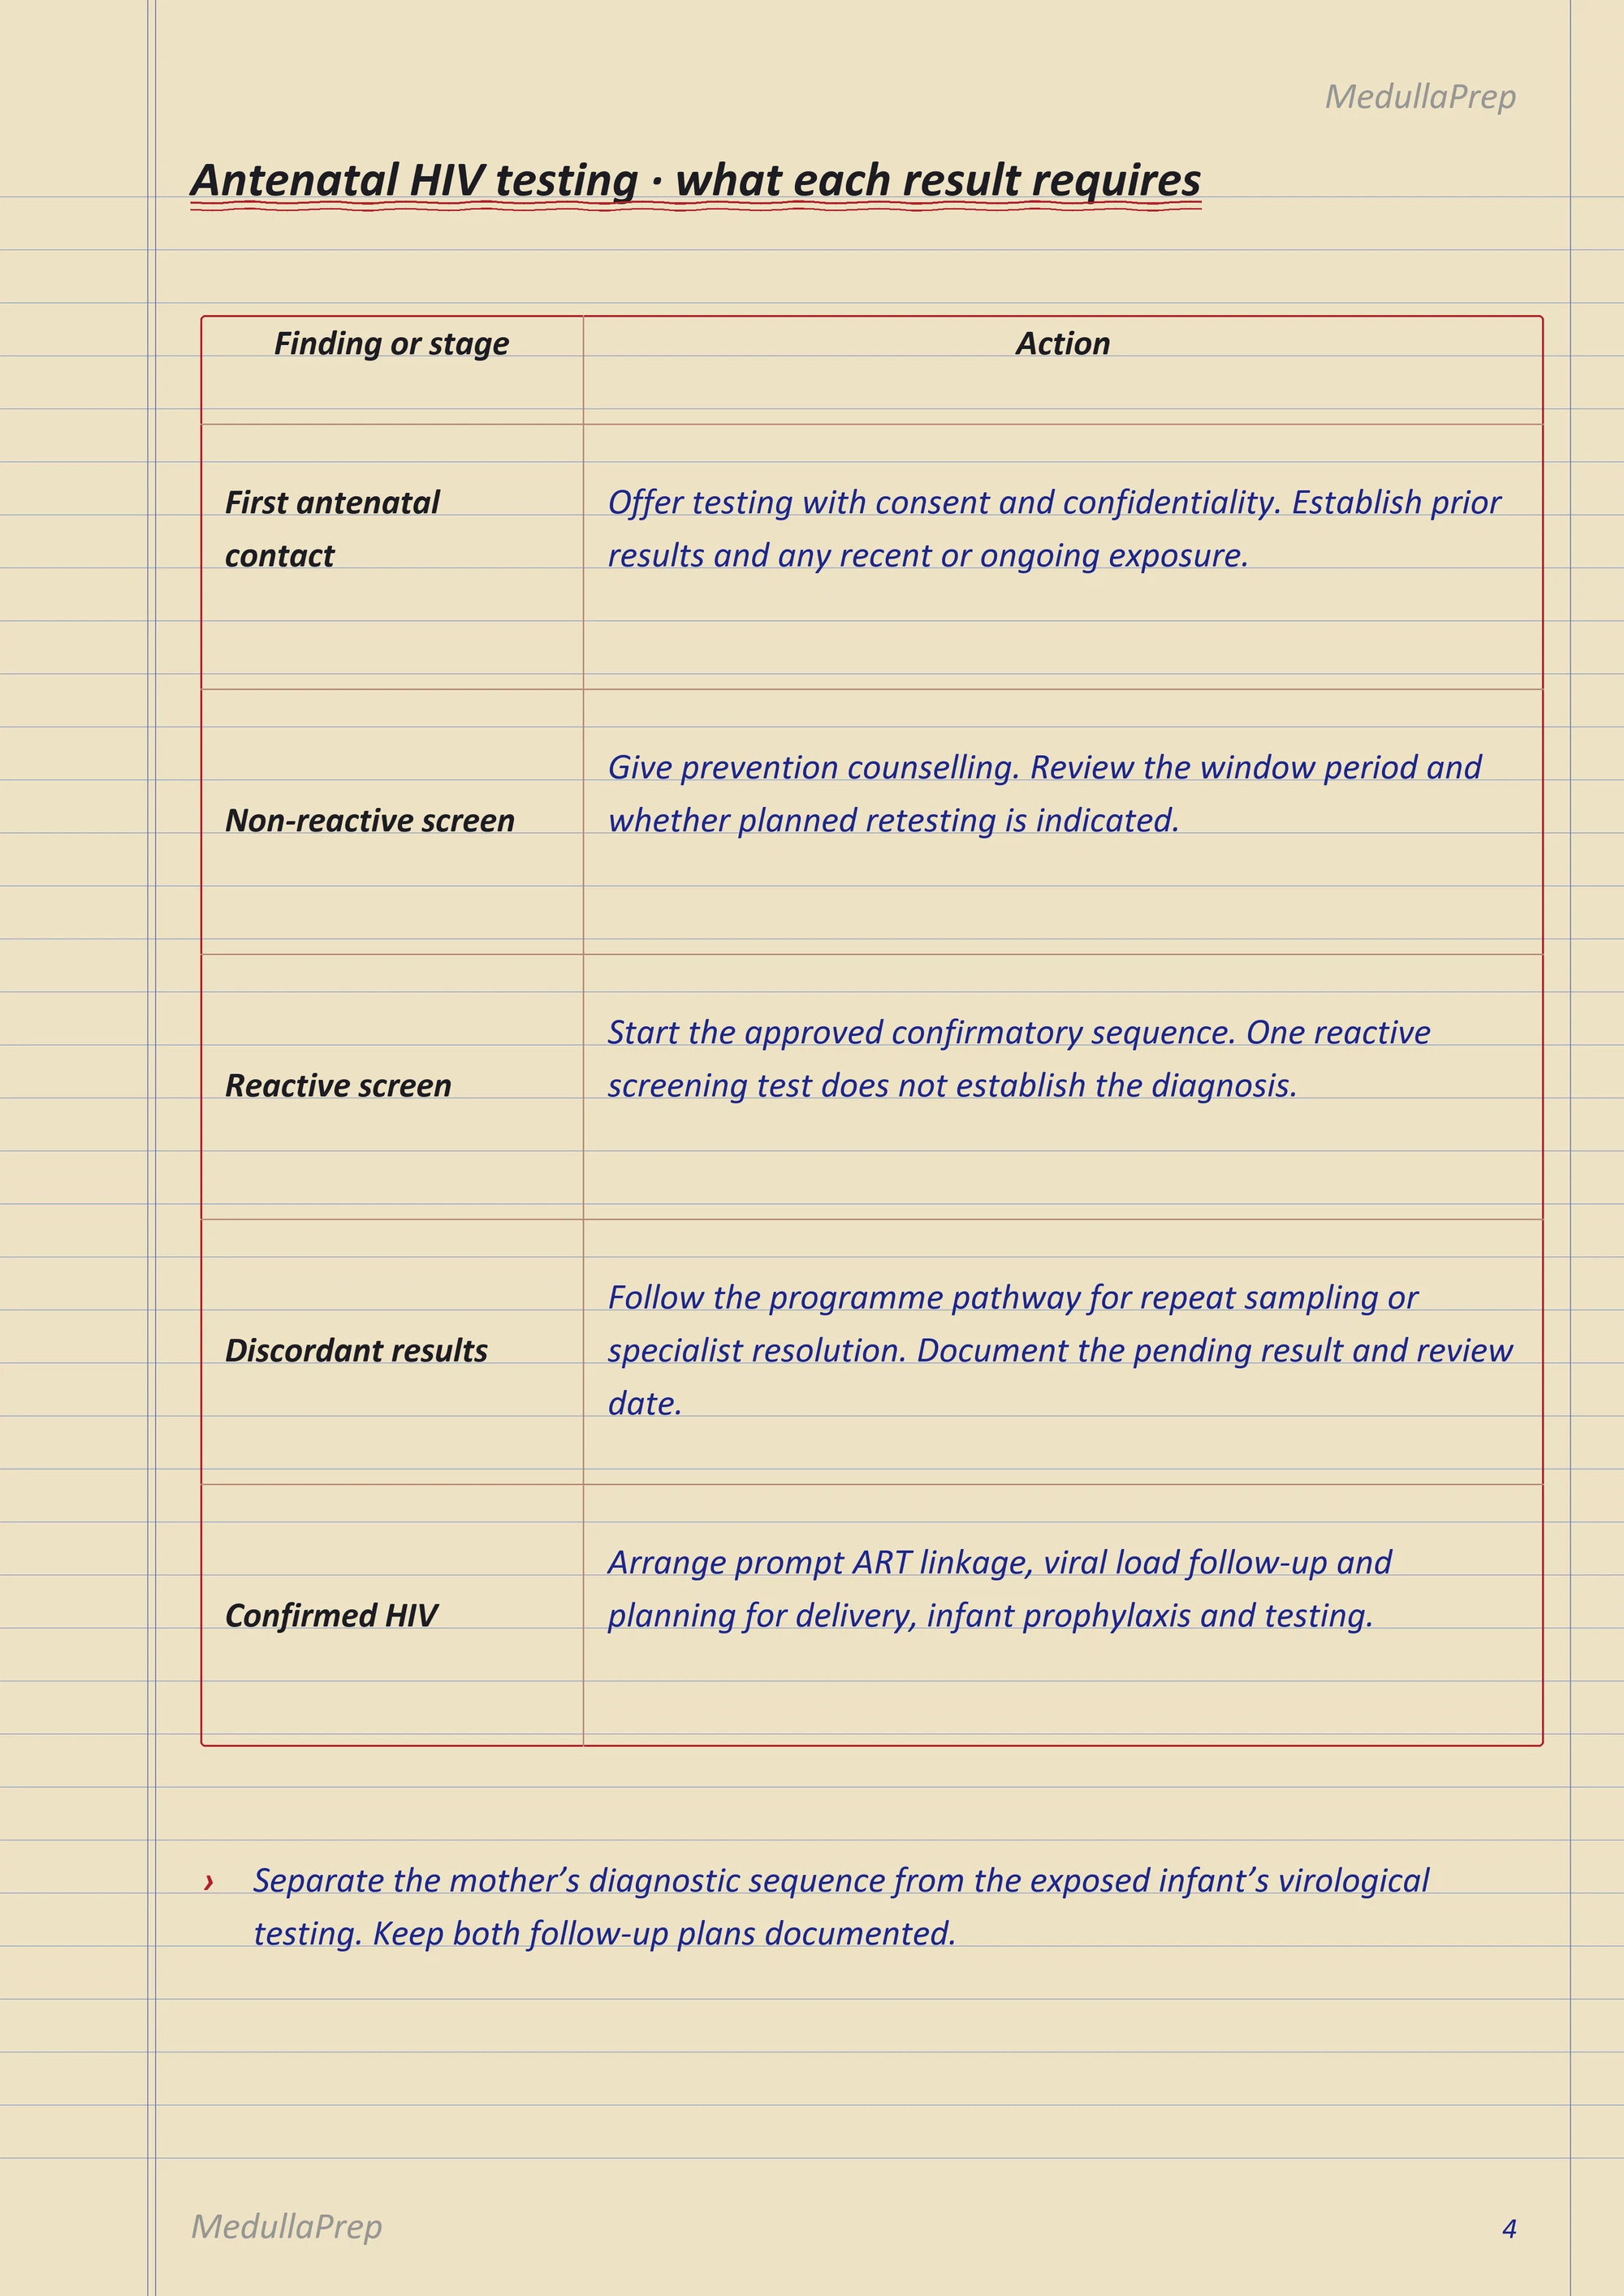 MedullaPrep
Antenatal HIV testing · what each result requires
Finding or stage
Action
First antenatal
contact
Offer testing with consent and confidentiality. Establish prior
results and any recent or ongoing exposure.
Non-reactive screen
Give prevention counselling. Review the window period and
whether planned retesting is indicated.
Reactive screen
Start the approved confirmatory sequence. One reactive
screening test does not establish the diagnosis.
Discordant results
Follow the programme pathway for repeat sampling or
specialist resolution. Document the pending result and review
date.
Confirmed HIV
Arrange prompt ART linkage, viral load follow-up and
planning for delivery, infant prophylaxis and testing.
› Separate the mother’s diagnostic sequence from the exposed infant’s virological
testing. Keep both follow-up plans documented.
MedullaPrep
4